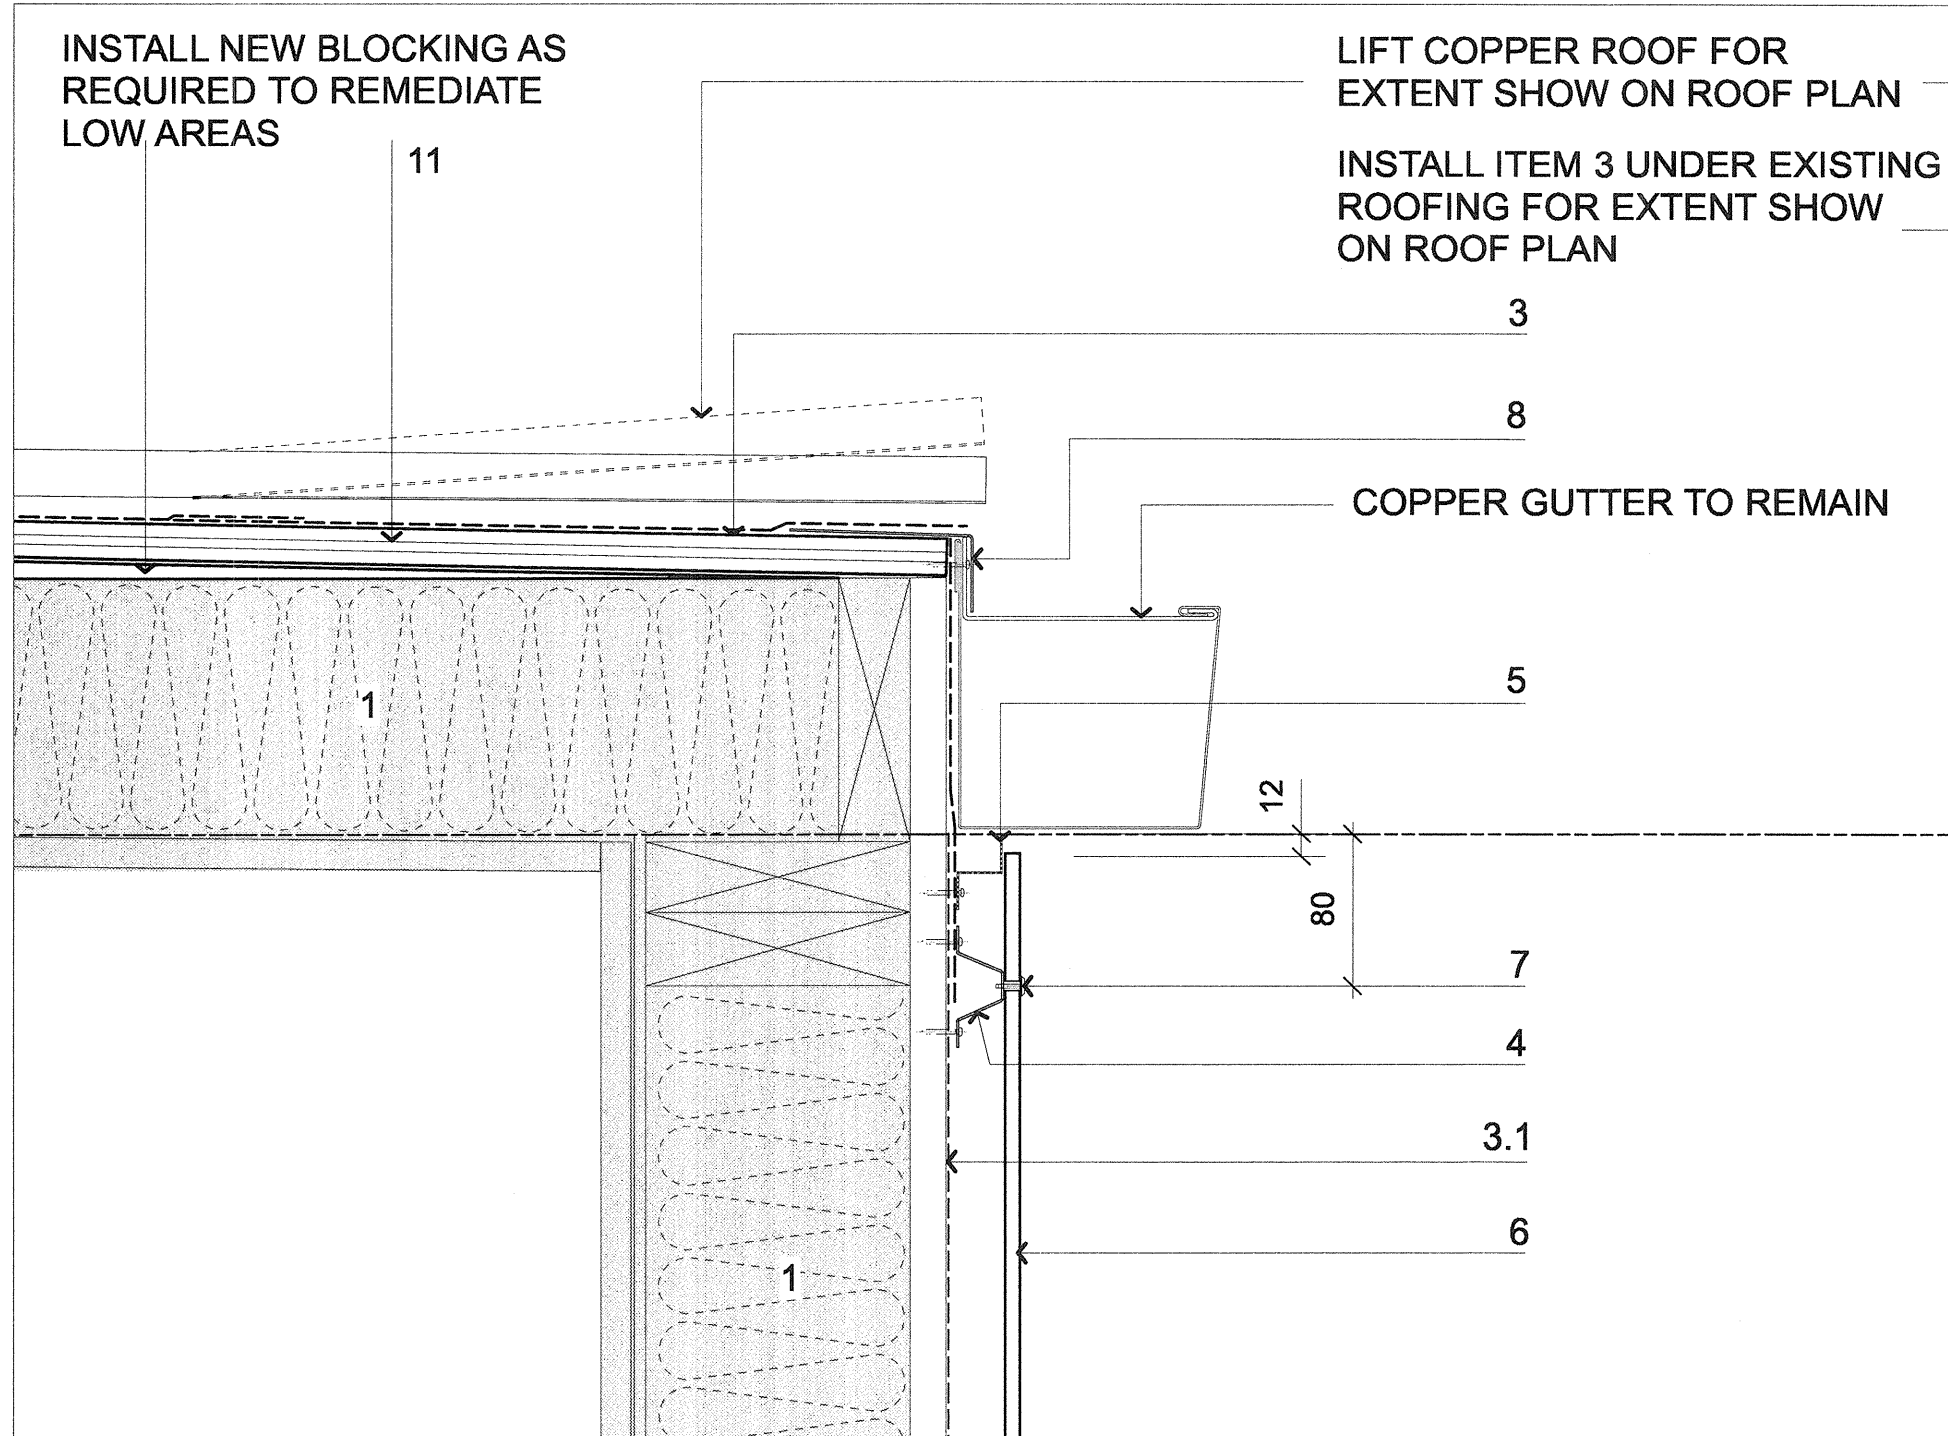 INSTALL NEW BLOCKING AS
REQUIRED TO REMEDIATE
LOW AREAS
11
LIFT COPPER ROOF FOR
EXTENT SHOW ON ROOF PLAN
INSTALL ITEM 3 UNDER EXISTING
ROOFING FOR EXTENT SHOW
ON ROOF PLAN
3
8
COPPER GUTTER TO REMAIN
5
1
12
80
7
4
3.1
6
1